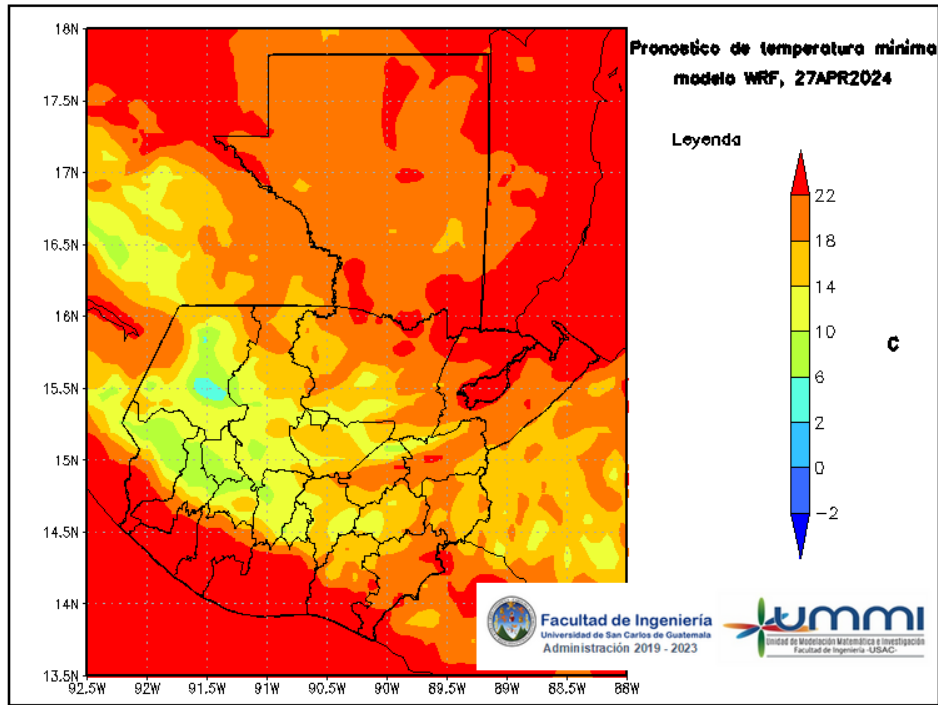 Pronostico de temperatura minima
modelo WRF, 27APR2024
Leyenda
22
18
14
10
6
2
0
−2
C
18N
17.5N
17N
16.5N
16N
15.5N
15N
14.5N
14N
13.5N
92.5W 92W 91.5W 91W 90.5W 90W 89.5W 89W 88.5W 88W
Facultad de Ingeniería
Universidad de San Carlos de Guatemala
Administración 2019 - 2023
ummi
Unidad de Modelación Matemática e Investigación
Facultad de Ingeniería -USAC-